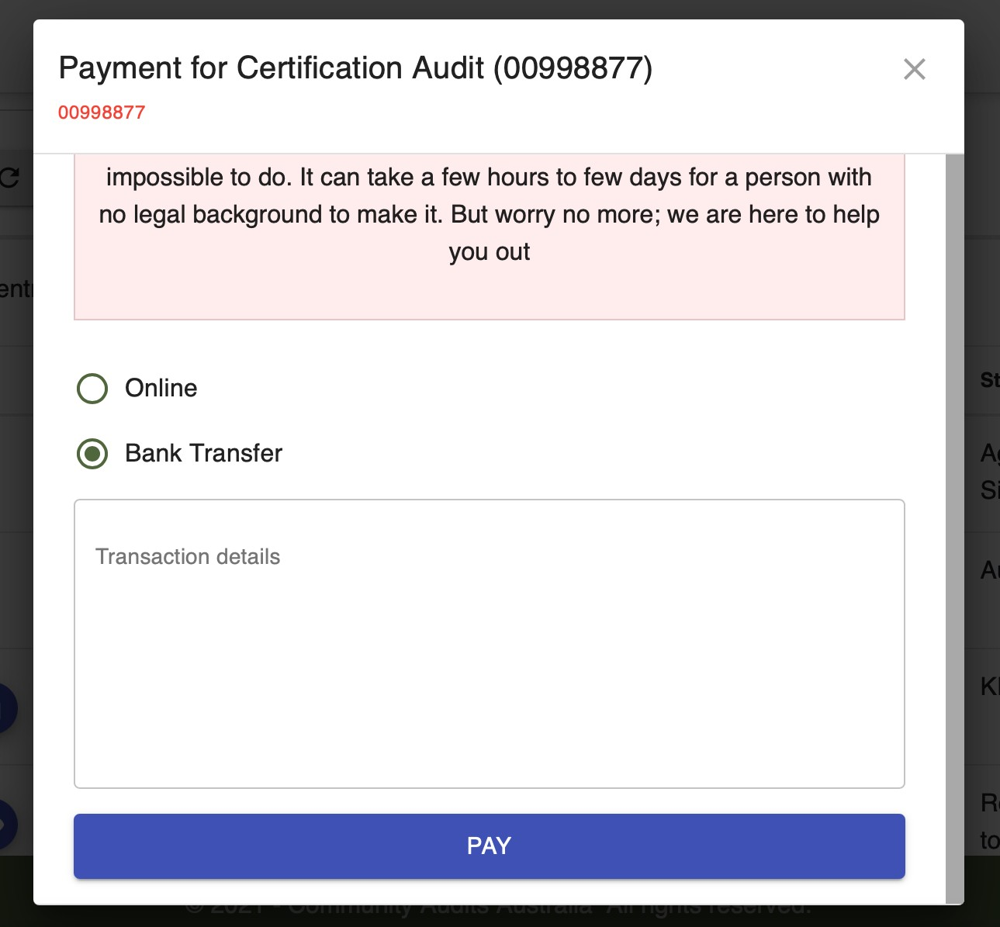 Payment for Certification Audit (00998877)
00998877
impossible to do. It can take a few hours to few days for a person with
no legal background to make it. But worry no more; we are here to help
you out
Online
Bank Transfer
Transaction details
PAY
© 2021 - Community Audits Australia All rights reserved.